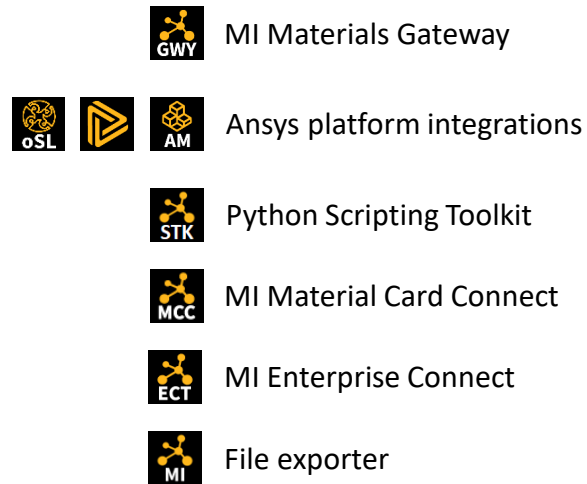 GWY MI Materials Gateway
oSL AM Ansys platform integrations
STK Python Scripting Toolkit
MCC MI Material Card Connect
ECT MI Enterprise Connect
MI File exporter